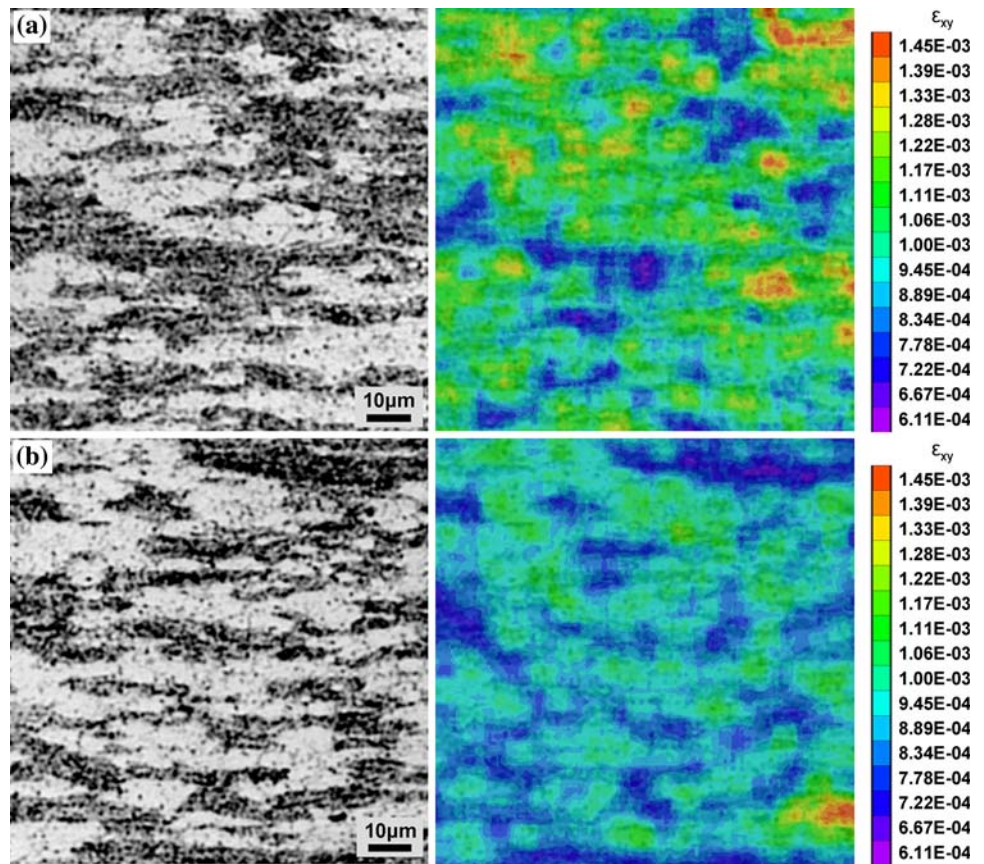 (a)
10µm
εxy
1.45E-03
1.39E-03
1.33E-03
1.28E-03
1.22E-03
1.17E-03
1.11E-03
1.06E-03
1.00E-03
9.45E-04
8.89E-04
8.34E-04
7.78E-04
7.22E-04
6.67E-04
6.11E-04
(b)
10µm
εxy
1.45E-03
1.39E-03
1.33E-03
1.28E-03
1.22E-03
1.17E-03
1.11E-03
1.06E-03
1.00E-03
9.45E-04
8.89E-04
8.34E-04
7.78E-04
7.22E-04
6.67E-04
6.11E-04